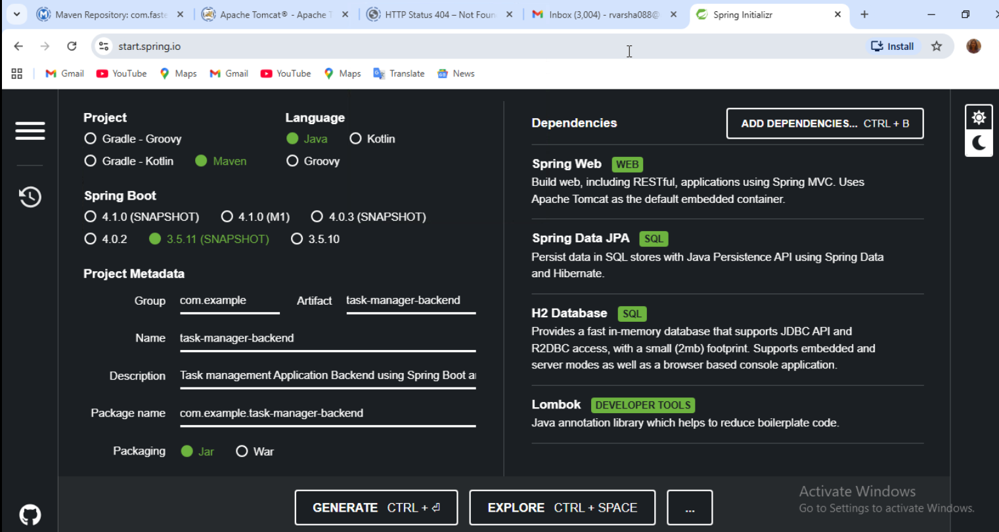 Maven Repository: com.faste
Apache Tomcat® - Apache T
HTTP Status 404 – Not Foun
Inbox (3,004) - rvarsha088@
Spring Initializr
start.spring.io
Install
Gmail YouTube Maps Gmail YouTube Maps Translate News
Project
Gradle - Groovy
Gradle - Kotlin Maven
Language
Java Kotlin
Groovy
Spring Boot
4.1.0 (SNAPSHOT) 4.1.0 (M1) 4.0.3 (SNAPSHOT)
4.0.2 3.5.11 (SNAPSHOT) 3.5.10
Project Metadata
Group com.example Artifact task-manager-backend
Name task-manager-backend
Description Task management Application Backend using Spring Boot a
Package name com.example.task-manager-backend
Packaging Jar War
Dependencies
ADD DEPENDENCIES... CTRL + B
Spring Web WEB
Build web, including RESTful, applications using Spring MVC. Uses
Apache Tomcat as the default embedded container.
Spring Data JPA SQL
Persist data in SQL stores with Java Persistence API using Spring Data
and Hibernate.
H2 Database SQL
Provides a fast in-memory database that supports JDBC API and
R2DBC access, with a small (2mb) footprint. Supports embedded and
server modes as well as a browser based console application.
Lombok DEVELOPER TOOLS
Java annotation library which helps to reduce boilerplate code.
GENERATE CTRL + ⏎
EXPLORE CTRL + SPACE
...
Activate Windows
Go to Settings to activate Windows.